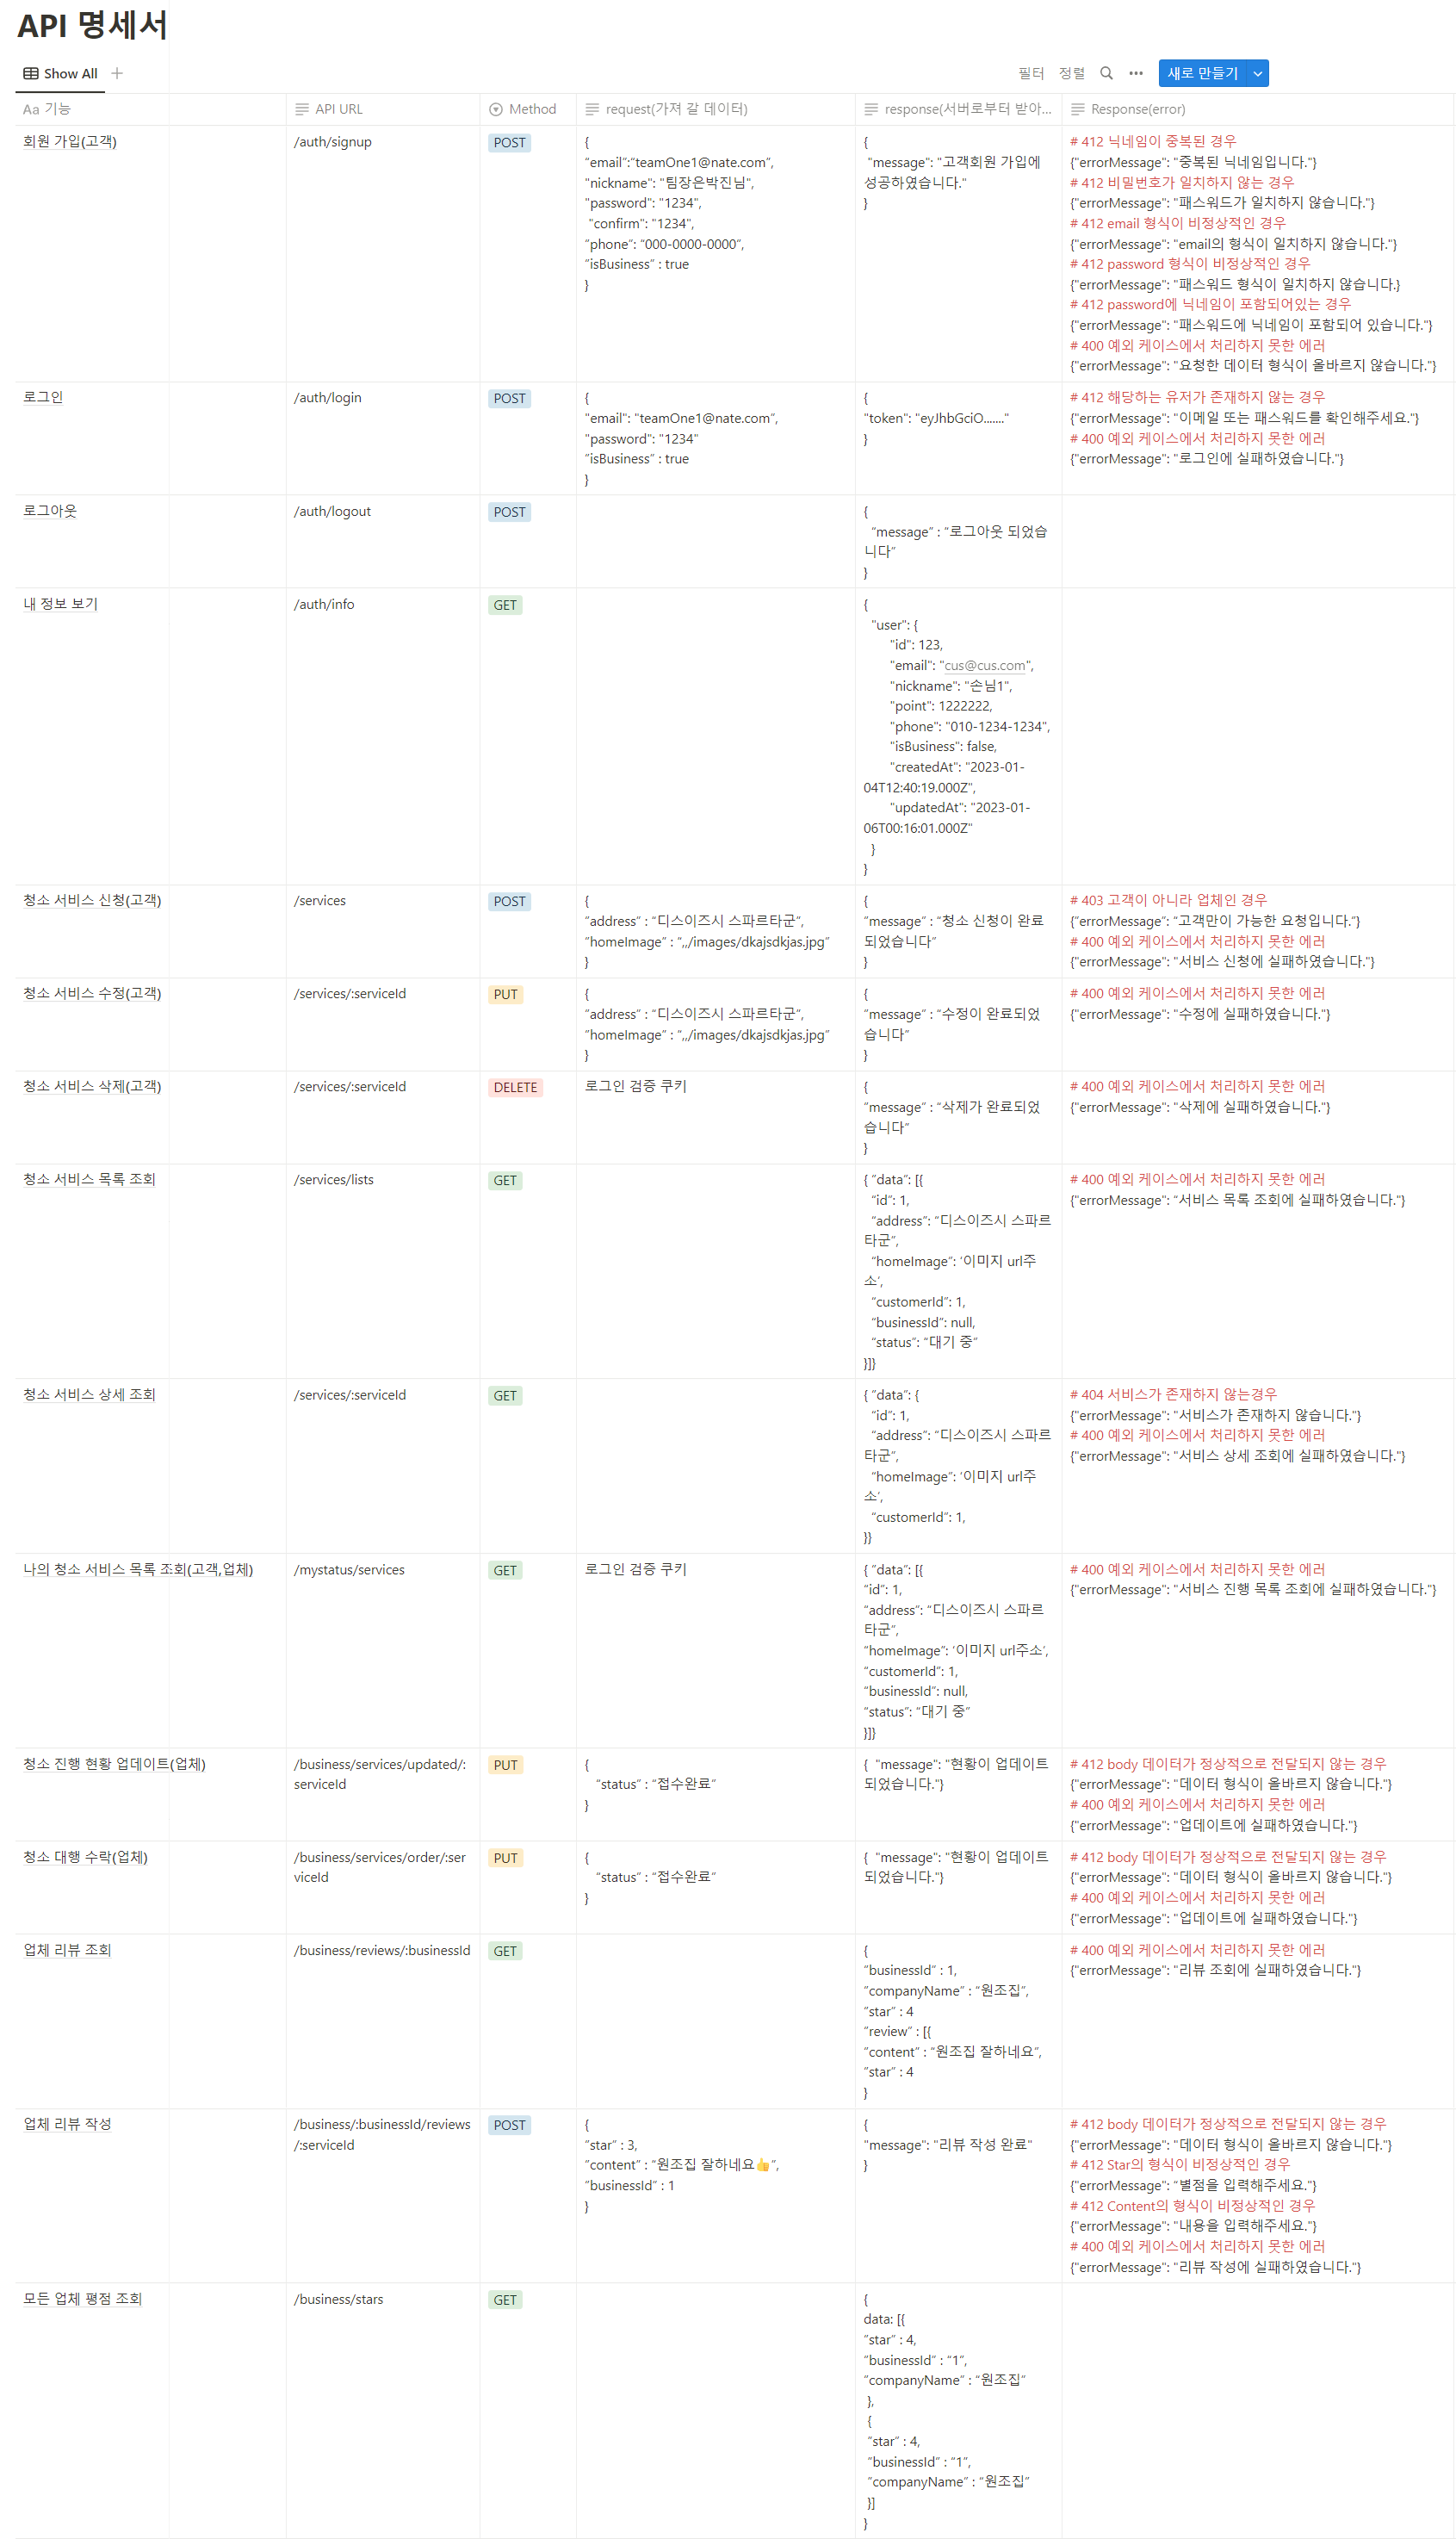 API 명세서
Show All
필터 정렬 ••• 새로 만들기
Aa 기능 API URL Method request(가져 갈 데이터) response(서버로부터 받아... Response(error)
회원 가입(고객)
/auth/signup
POST
{
“email”:”teamOne1@nate.com”,
"nickname": "팀장은박진님",
"password": "1234",
"confirm": "1234",
“phone”: “000-0000-0000”,
“isBusiness” : true
}
{
"message": "고객회원 가입에
성공하였습니다."
}
# 412 닉네임이 중복된 경우
{"errorMessage": "중복된 닉네임입니다."}
# 412 비밀번호가 일치하지 않는 경우
{"errorMessage": "패스워드가 일치하지 않습니다."}
# 412 email 형식이 비정상적인 경우
{"errorMessage": "email의 형식이 일치하지 않습니다."}
# 412 password 형식이 비정상적인 경우
{"errorMessage": "패스워드 형식이 일치하지 않습니다.}
# 412 password에 닉네임이 포함되어있는 경우
{"errorMessage": "패스워드에 닉네임이 포함되어 있습니다."}
# 400 예외 케이스에서 처리하지 못한 에러
{"errorMessage": "요청한 데이터 형식이 올바르지 않습니다."}
로그인
/auth/login
POST
{
"email": "teamOne1@nate.com”,
"password": "1234"
“isBusiness” : true
}
{
"token": "eyJhbGciO......."
}
# 412 해당하는 유저가 존재하지 않는 경우
{"errorMessage": "이메일 또는 패스워드를 확인해주세요."}
# 400 예외 케이스에서 처리하지 못한 에러
{"errorMessage": "로그인에 실패하였습니다."}
로그아웃
/auth/logout
POST
{
“message” : “로그아웃 되었습
니다”
}
내 정보 보기
/auth/info
GET
{
"user": {
"id": 123,
"email": "cus@cus.com",
"nickname": "손님1",
"point": 1222222,
"phone": "010-1234-1234",
"isBusiness": false,
"createdAt": "2023-01-
04T12:40:19.000Z",
"updatedAt": "2023-01-
06T00:16:01.000Z"
}
}
청소 서비스 신청(고객)
/services
POST
{
“address” : “디스이즈시 스파르타군”,
“homeImage” : “,,/images/dkajsdkjas.jpg”
}
{
“message” : “청소 신청이 완료
되었습니다”
}
# 403 고객이 아니라 업체인 경우
{"errorMessage": “고객만이 가능한 요청입니다.”}
# 400 예외 케이스에서 처리하지 못한 에러
{"errorMessage": "서비스 신청에 실패하였습니다."}
청소 서비스 수정(고객)
/services/:serviceId
PUT
{
“address” : “디스이즈시 스파르타군”,
“homeImage” : “,,/images/dkajsdkjas.jpg”
}
{
“message” : “수정이 완료되었
습니다”
}
# 400 예외 케이스에서 처리하지 못한 에러
{"errorMessage": "수정에 실패하였습니다."}
청소 서비스 삭제(고객)
/services/:serviceId
DELETE
로그인 검증 쿠키
{
“message” : “삭제가 완료되었
습니다”
}
# 400 예외 케이스에서 처리하지 못한 에러
{"errorMessage": "삭제에 실패하였습니다."}
청소 서비스 목록 조회
/services/lists
GET
{ “data”: [{
“id”: 1,
“address”: “디스이즈시 스파르
타군”,
“homeImage”: ‘이미지 url주
소’,
“customerId”: 1,
“businessId”: null,
“status”: “대기 중”
}]}
# 400 예외 케이스에서 처리하지 못한 에러
{"errorMessage": “서비스 목록 조회에 실패하였습니다.”}
청소 서비스 상세 조회
/services/:serviceId
GET
{ “data”: {
“id”: 1,
“address”: “디스이즈시 스파르
타군”,
“homeImage”: ‘이미지 url주
소’,
“customerId”: 1,
}}
# 404 서비스가 존재하지 않는경우
{"errorMessage": "서비스가 존재하지 않습니다."}
# 400 예외 케이스에서 처리하지 못한 에러
{"errorMessage": "서비스 상세 조회에 실패하였습니다."}
나의 청소 서비스 목록 조회(고객,업체)
/mystatus/services
GET
로그인 검증 쿠키
{ “data”: [{
“id”: 1,
“address”: “디스이즈시 스파르
타군”,
“homeImage”: ‘이미지 url주소’,
“customerId”: 1,
“businessId”: null,
“status”: “대기 중”
}]}
# 400 예외 케이스에서 처리하지 못한 에러
{"errorMessage": "서비스 진행 목록 조회에 실패하였습니다."}
청소 진행 현황 업데이트(업체)
/business/services/updated/:
serviceId
PUT
{
“status” : “접수완료”
}
{ "message": "현황이 업데이트
되었습니다."}
# 412 body 데이터가 정상적으로 전달되지 않는 경우
{"errorMessage": "데이터 형식이 올바르지 않습니다."}
# 400 예외 케이스에서 처리하지 못한 에러
{"errorMessage": "업데이트에 실패하였습니다."}
청소 대행 수락(업체)
/business/services/order/:ser
viceId
PUT
{
“status” : “접수완료”
}
{ "message": "현황이 업데이트
되었습니다."}
# 412 body 데이터가 정상적으로 전달되지 않는 경우
{"errorMessage": "데이터 형식이 올바르지 않습니다."}
# 400 예외 케이스에서 처리하지 못한 에러
{"errorMessage": "업데이트에 실패하였습니다."}
업체 리뷰 조회
/business/reviews/:businessId
GET
{
“businessId” : 1,
“companyName” : “원조집”,
“star” : 4
“review” : [{
“content” : “원조집 잘하네요”,
“star” : 4
}
# 400 예외 케이스에서 처리하지 못한 에러
{"errorMessage": "리뷰 조회에 실패하였습니다."}
업체 리뷰 작성
/business/:businessId/reviews
/:serviceId
POST
{
“star” : 3,
“content” : “원조집 잘하네요👍”,
“businessId” : 1
}
{
"message": "리뷰 작성 완료"
}
# 412 body 데이터가 정상적으로 전달되지 않는 경우
{"errorMessage": "데이터 형식이 올바르지 않습니다."}
# 412 Star의 형식이 비정상적인 경우
{"errorMessage": "별점을 입력해주세요."}
# 412 Content의 형식이 비정상적인 경우
{"errorMessage": "내용을 입력해주세요."}
# 400 예외 케이스에서 처리하지 못한 에러
{"errorMessage": "리뷰 작성에 실패하였습니다."}
모든 업체 평점 조회
/business/stars
GET
{
data: [{
“star” : 4,
“businessId” : “1”,
“companyName” : “원조집”
},
{
“star” : 4,
“businessId” : “1”,
“companyName” : “원조집”
}]
}